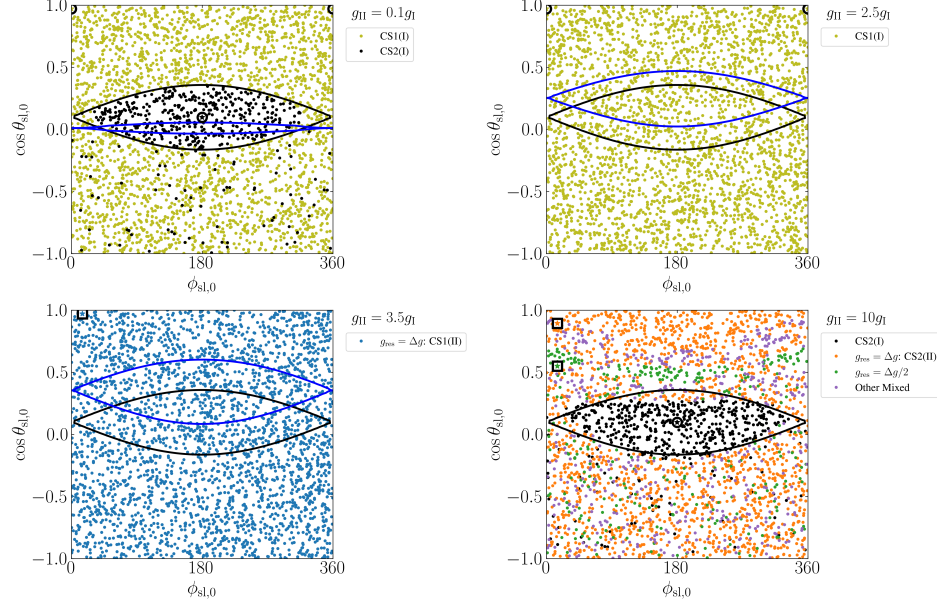 g_II = 0.1g_I
CS1(I)
CS2(I)
1.0
0.5
0.0
−0.5
−1.0
cos θ_sl,0
0
180
360
ϕ_sl,0
g_II = 2.5g_I
CS1(I)
1.0
0.5
0.0
−0.5
−1.0
cos θ_sl,0
0
180
360
ϕ_sl,0
g_II = 3.5g_I
g_res = Δg: CS1(II)
1.0
0.5
0.0
−0.5
−1.0
cos θ_sl,0
0
180
360
ϕ_sl,0
g_II = 10g_I
CS2(I)
g_res = Δg: CS2(II)
g_res = Δg/2
Other Mixed
1.0
0.5
0.0
−0.5
−1.0
cos θ_sl,0
0
180
360
ϕ_sl,0